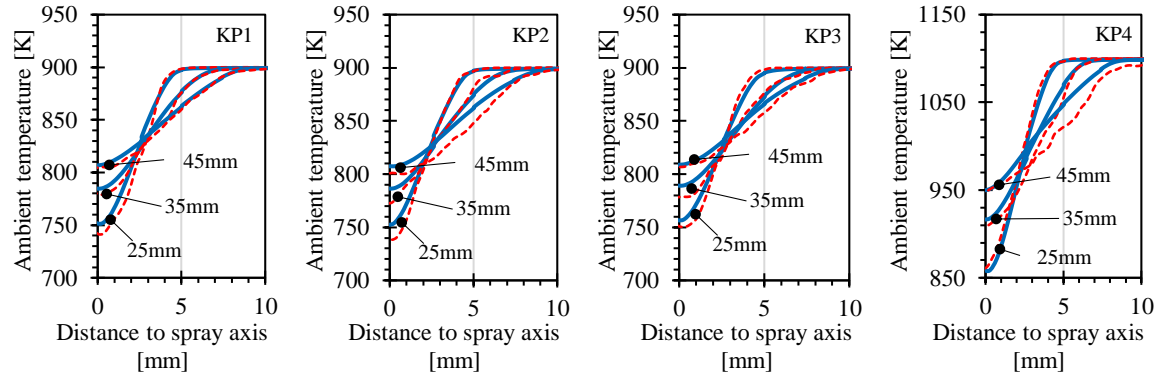 Ambient temperature [K]
950
900
850
800
750
700
KP1
45mm
35mm
25mm
0
5
10
Distance to spray axis
[mm]
Ambient temperature [K]
950
900
850
800
750
700
KP2
45mm
35mm
25mm
0
5
10
Distance to spray axis
[mm]
Ambient temperature [K]
950
900
850
800
750
700
KP3
45mm
35mm
25mm
0
5
10
Distance to spray axis
[mm]
Ambient temperature [K]
1150
1050
950
850
KP4
45mm
35mm
25mm
0
5
10
Distance to spray axis
[mm]